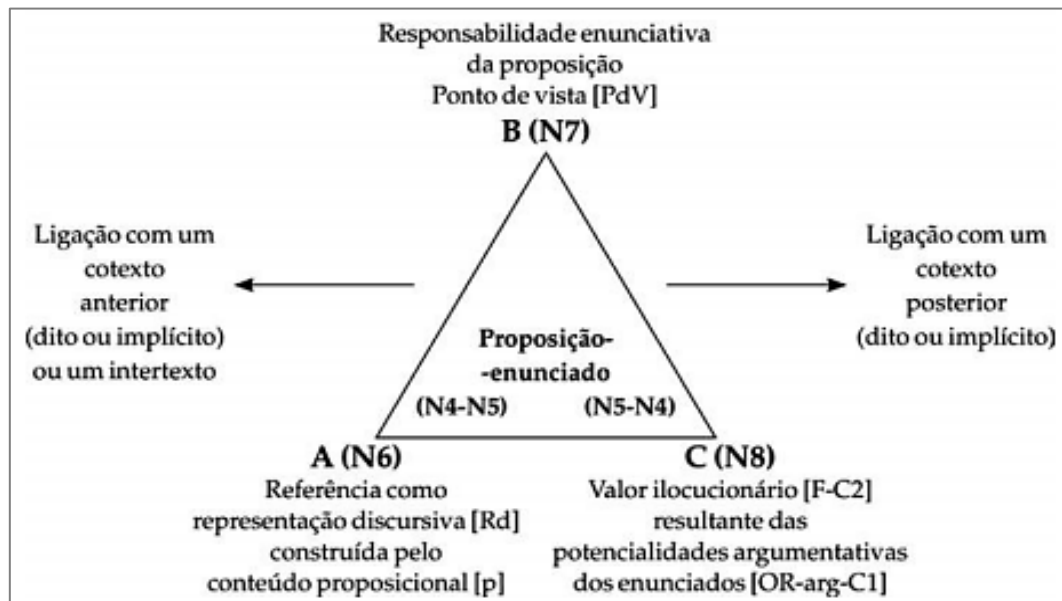 Responsabilidade enunciativa
da proposição
Ponto de vista [PdV]
B (N7)
Ligação com um
cotexto
anterior
(dito ou implícito)
ou um intertexto
Ligação com um
cotexto
posterior
(dito ou implícito)
Proposição-
-enunciado
(N4-N5) (N5-N4)
A (N6)
Referência como
representação discursiva [Rd]
construída pelo
conteúdo proposicional [p]
C (N8)
Valor ilocucionário [F-C2]
resultante das
potencialidades argumentativas
dos enunciados [OR-arg-C1]